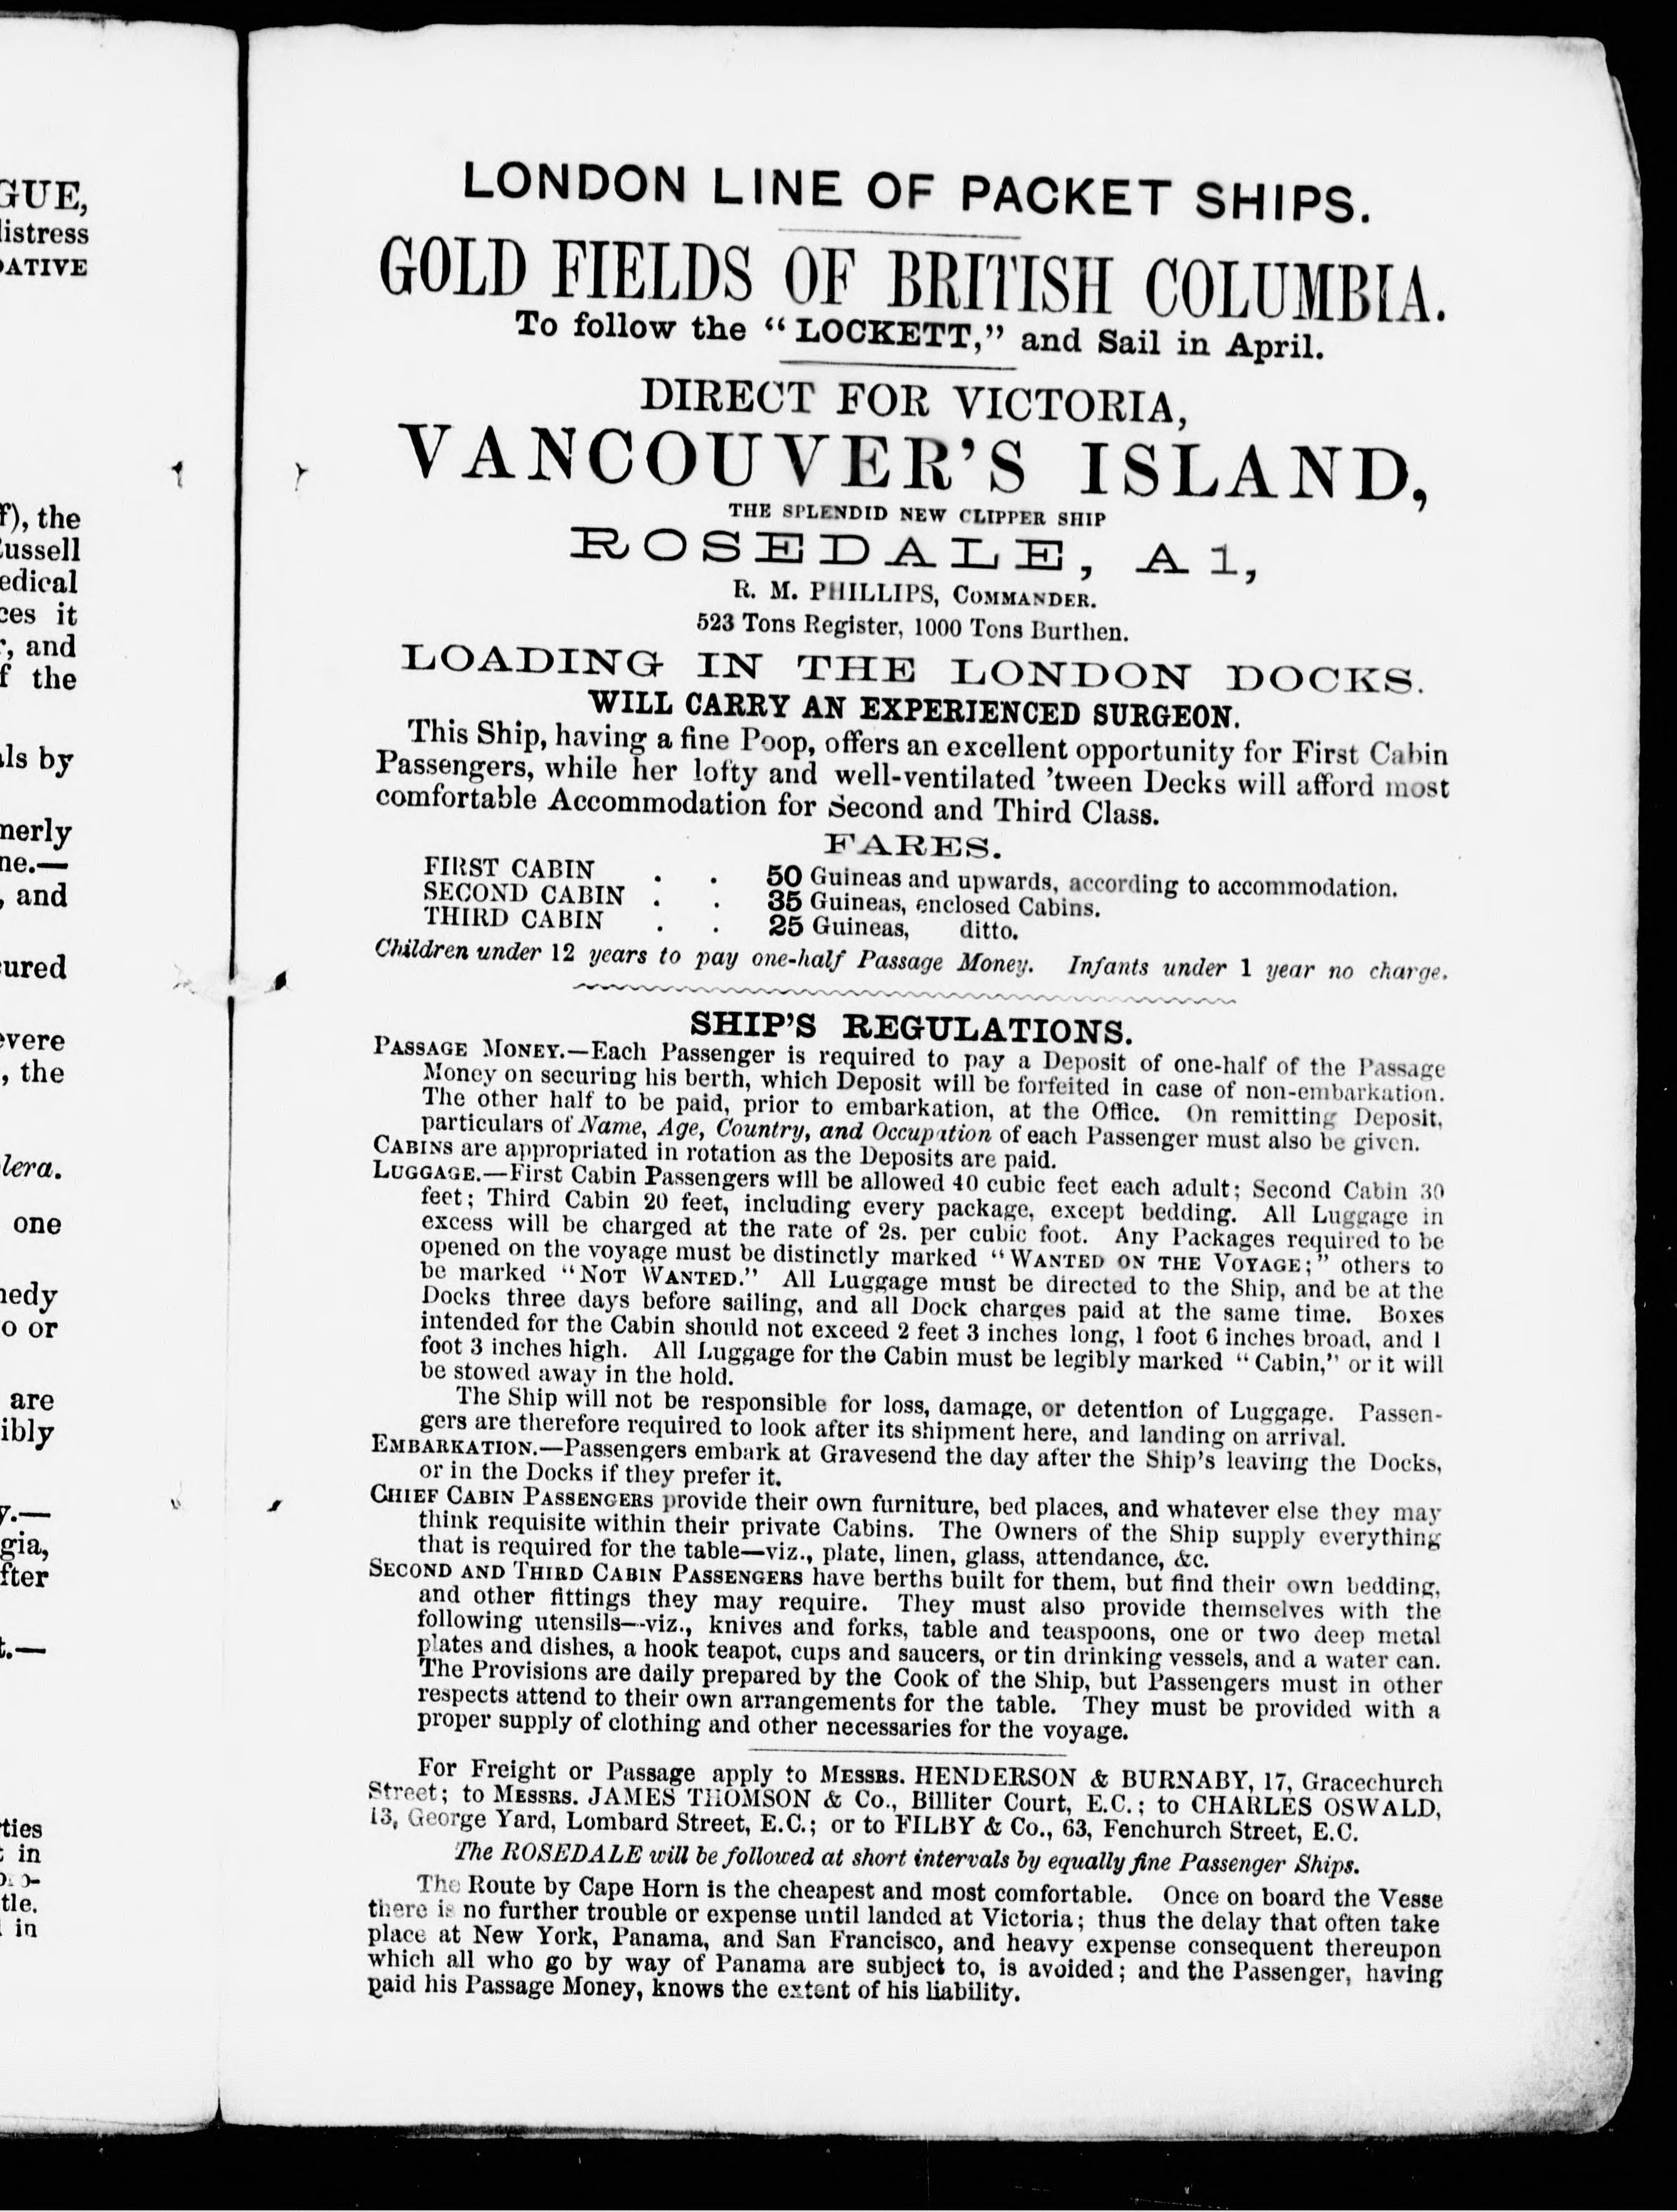 GUE,
listress
ATIVE
f), the
ussell
edical
ces it
r, and
f the
ls by
merly
ne.—
, and
ured
evere
, the
lera.
one
nedy
o or
are
ibly
y.—
gia,
fter
t.—
ties
in
tle.
in
LONDON LINE OF PACKET SHIPS.
GOLD FIELDS OF BRITISH COLUMBIA.
To follow the "LOCKETT," and Sail in April.
DIRECT FOR VICTORIA,
VANCOUVER'S ISLAND,
THE SPLENDID NEW CLIPPER SHIP
ROSEDALE, A 1,
R. M. PHILLIPS, COMMANDER.
523 Tons Register, 1000 Tons Burthen.
LOADING IN THE LONDON DOCKS.
WILL CARRY AN EXPERIENCED SURGEON.
This Ship, having a fine Poop, offers an excellent opportunity for First Cabin
Passengers, while her lofty and well-ventilated 'tween Decks will afford most
comfortable Accommodation for Second and Third Class.
FARES.
FIRST CABIN . . 50 Guineas and upwards, according to accommodation.
SECOND CABIN . . 35 Guineas, enclosed Cabins.
THIRD CABIN . . 25 Guineas, ditto.
Children under 12 years to pay one-half Passage Money. Infants under 1 year no charge.
SHIP'S REGULATIONS.
PASSAGE MONEY.—Each Passenger is required to pay a Deposit of one-half of the Passage
Money on securing his berth, which Deposit will be forfeited in case of non-embarkation.
The other half to be paid, prior to embarkation, at the Office. On remitting Deposit,
particulars of Name, Age, Country, and Occupation of each Passenger must also be given.
CABINS are appropriated in rotation as the Deposits are paid.
LUGGAGE.—First Cabin Passengers will be allowed 40 cubic feet each adult; Second Cabin 30
feet; Third Cabin 20 feet, including every package, except bedding. All Luggage in
excess will be charged at the rate of 2s. per cubic foot. Any Packages required to be
opened on the voyage must be distinctly marked "WANTED ON THE VOYAGE;" others to
be marked "NOT WANTED." All Luggage must be directed to the Ship, and be at the
Docks three days before sailing, and all Dock charges paid at the same time. Boxes
intended for the Cabin should not exceed 2 feet 3 inches long, 1 foot 6 inches broad, and 1
foot 3 inches high. All Luggage for the Cabin must be legibly marked "Cabin," or it will
be stowed away in the hold.
The Ship will not be responsible for loss, damage, or detention of Luggage. Passen-
gers are therefore required to look after its shipment here, and landing on arrival.
EMBARKATION.—Passengers embark at Gravesend the day after the Ship's leaving the Docks,
or in the Docks if they prefer it.
CHIEF CABIN PASSENGERS provide their own furniture, bed places, and whatever else they may
think requisite within their private Cabins. The Owners of the Ship supply everything
that is required for the table—viz., plate, linen, glass, attendance, &c.
SECOND AND THIRD CABIN PASSENGERS have berths built for them, but find their own bedding,
and other fittings they may require. They must also provide themselves with the
following utensils—viz., knives and forks, table and teaspoons, one or two deep metal
plates and dishes, a hook teapot, cups and saucers, or tin drinking vessels, and a water can.
The Provisions are daily prepared by the Cook of the Ship, but Passengers must in other
respects attend to their own arrangements for the table. They must be provided with a
proper supply of clothing and other necessaries for the voyage.
For Freight or Passage apply to MESSRS. HENDERSON & BURNABY, 17, Gracechurch
Street; to MESSRS. JAMES THOMSON & Co., Billiter Court, E.C.; to CHARLES OSWALD,
13, George Yard, Lombard Street, E.C.; or to FILBY & Co., 63, Fenchurch Street, E.C.
The ROSEDALE will be followed at short intervals by equally fine Passenger Ships.
The Route by Cape Horn is the cheapest and most comfortable. Once on board the Vesse
there is no further trouble or expense until landed at Victoria; thus the delay that often take
place at New York, Panama, and San Francisco, and heavy expense consequent thereupon
which all who go by way of Panama are subject to, is avoided; and the Passenger, having
paid his Passage Money, knows the extent of his liability.